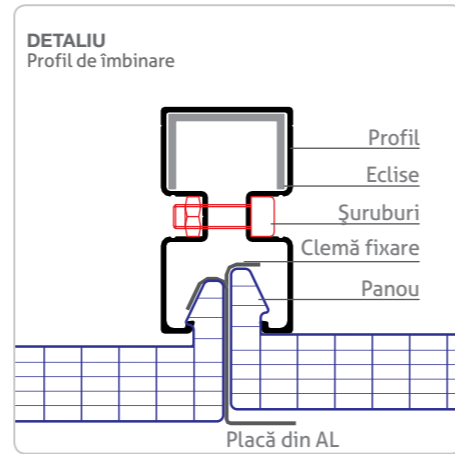 DETALIU
Profil de îmbinare
Profil
Eclise
Şuruburi
Clemă fixare
Panou
Placă din AL